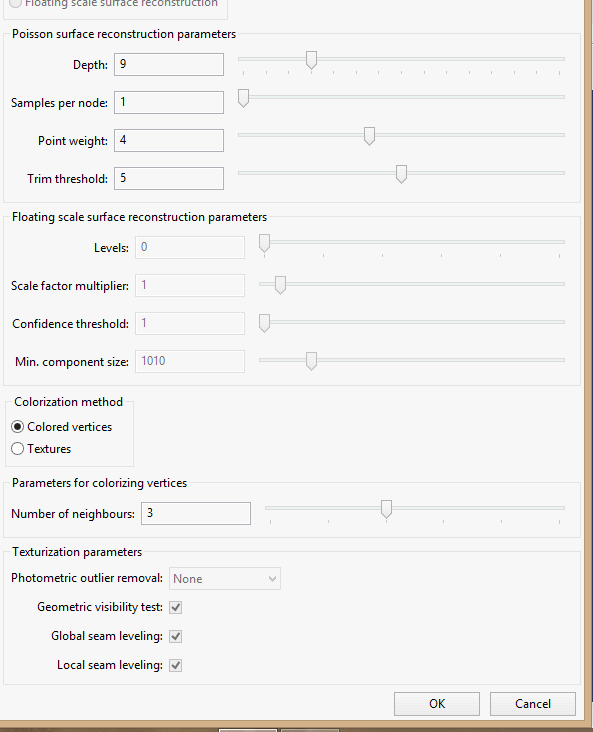 Floating scale surface reconstruction
Poisson surface reconstruction parameters
Depth: 9
Samples per node: 1
Point weight: 4
Trim threshold: 5
Floating scale surface reconstruction parameters
Levels: 0
Scale factor multiplier: 1
Confidence threshold: 1
Min. component size: 1010
Colorization method
Colored vertices
Textures
Parameters for colorizing vertices
Number of neighbours: 3
Texturization parameters
Photometric outlier removal: None
Geometric visibility test:
Global seam leveling:
Local seam leveling:
OK Cancel